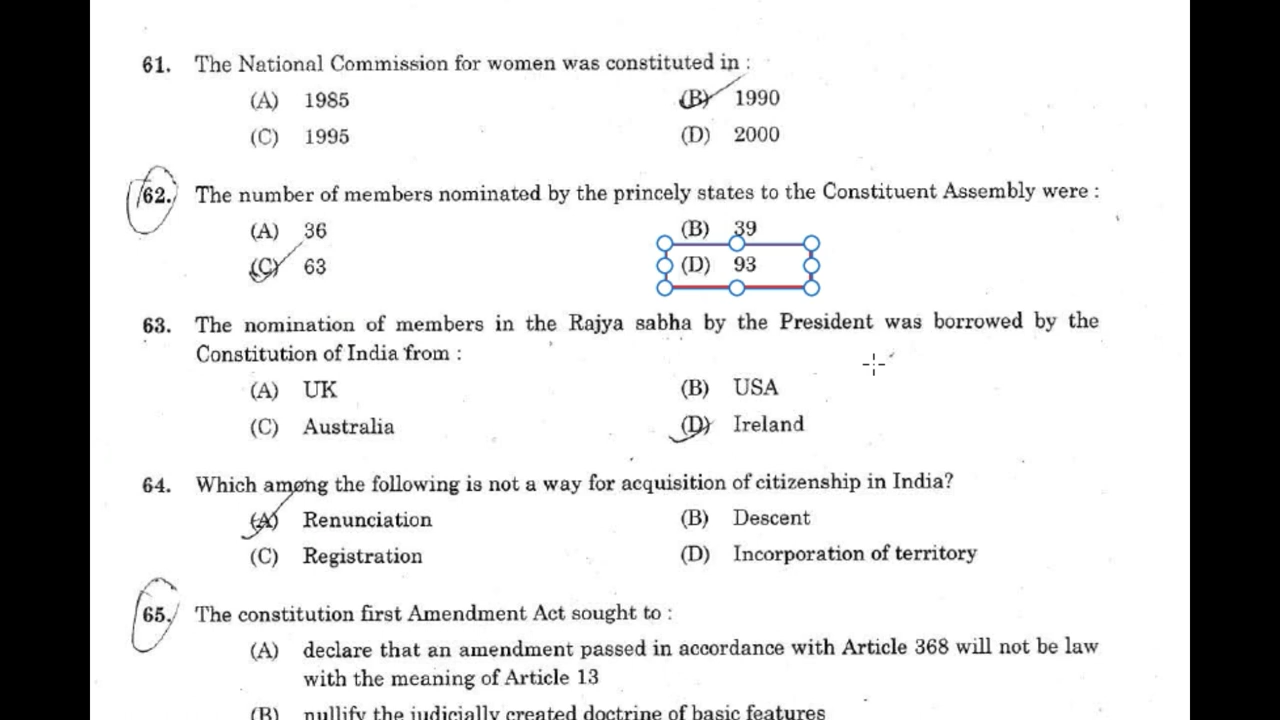 61. The National Commission for women was constituted in :
(A) 1985 (B) 1990
(C) 1995 (D) 2000
62. The number of members nominated by the princely states to the Constituent Assembly were :
(A) 36 (B) 39
(C) 63 (D) 93
63. The nomination of members in the Rajya sabha by the President was borrowed by the
Constitution of India from :
(A) UK (B) USA
(C) Australia (D) Ireland
64. Which among the following is not a way for acquisition of citizenship in India?
(A) Renunciation (B) Descent
(C) Registration (D) Incorporation of territory
65. The constitution first Amendment Act sought to :
(A) declare that an amendment passed in accordance with Article 368 will not be law
with the meaning of Article 13
(B) nullify the judicially created doctrine of basic features